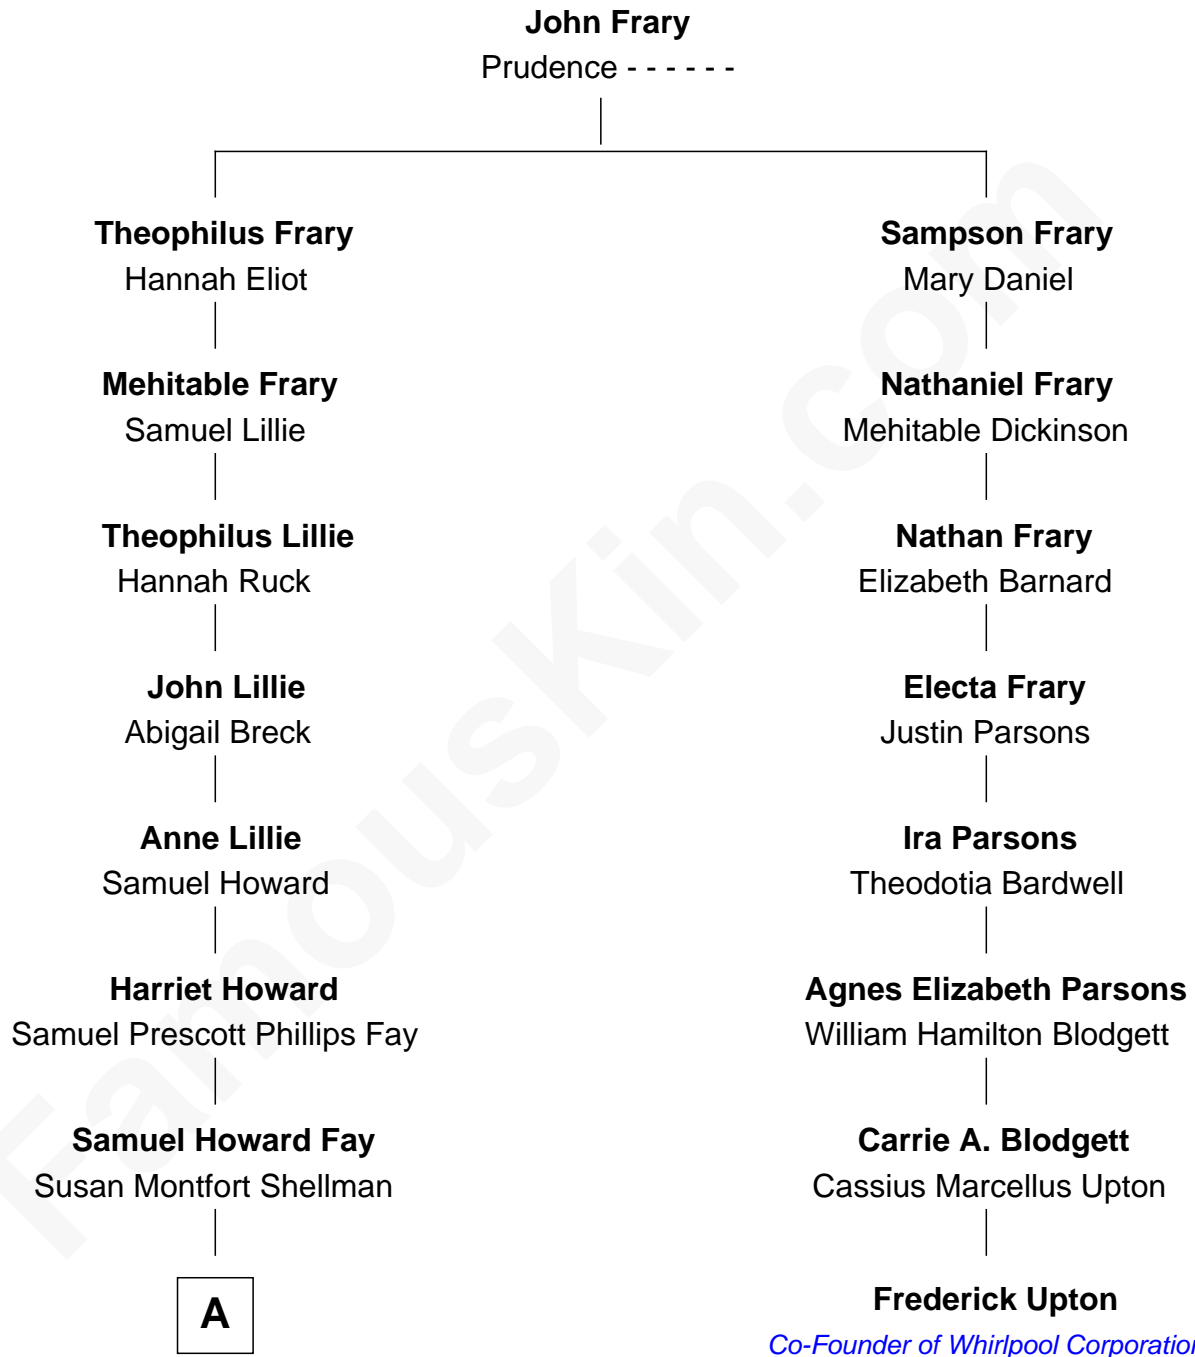 John Frary
Prudence - - - - - -
Theophilus Frary
Hannah Eliot
Sampson Frary
Mary Daniel
Mehitable Frary
Samuel Lillie
Nathaniel Frary
Mehitable Dickinson
Theophilus Lillie
Hannah Ruck
Nathan Frary
Elizabeth Barnard
John Lillie
Abigail Breck
Electa Frary
Justin Parsons
Anne Lillie
Samuel Howard
Ira Parsons
Theodotia Bardwell
Harriet Howard
Samuel Prescott Phillips Fay
Agnes Elizabeth Parsons
William Hamilton Blodgett
Samuel Howard Fay
Susan Montfort Shellman
Carrie A. Blodgett
Cassius Marcellus Upton
A
Frederick Upton
Co-Founder of Whirlpool Corporation
FamousKin.com